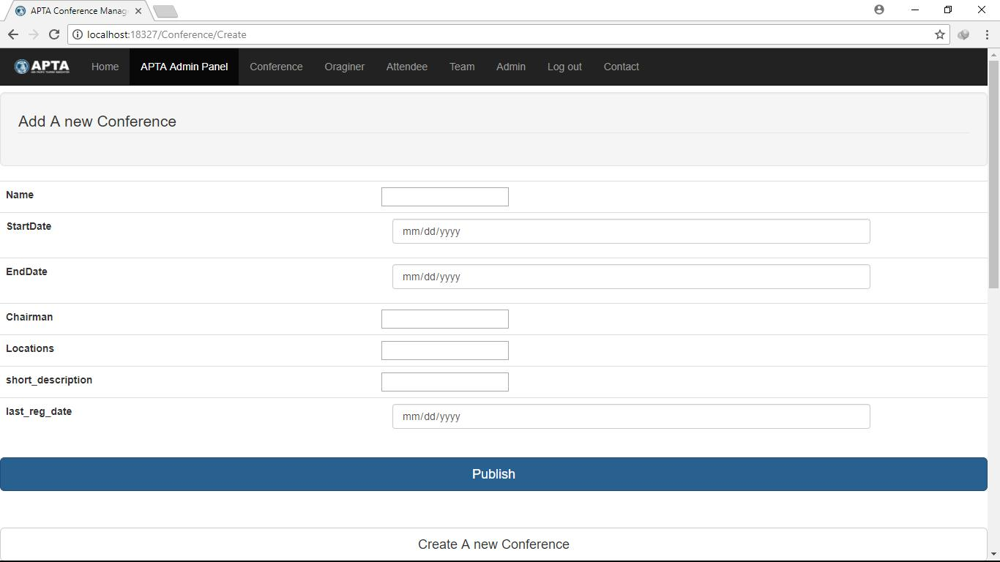 APTA Conference Manag
localhost:18327/Conference/Create
APTA Home APTA Admin Panel Conference Oraginer Attendee Team Admin Log out Contact
Add A new Conference
Name
StartDate mm/dd/yyyy
EndDate mm/dd/yyyy
Chairman
Locations
short_description
last_reg_date mm/dd/yyyy
Publish
Create A new Conference